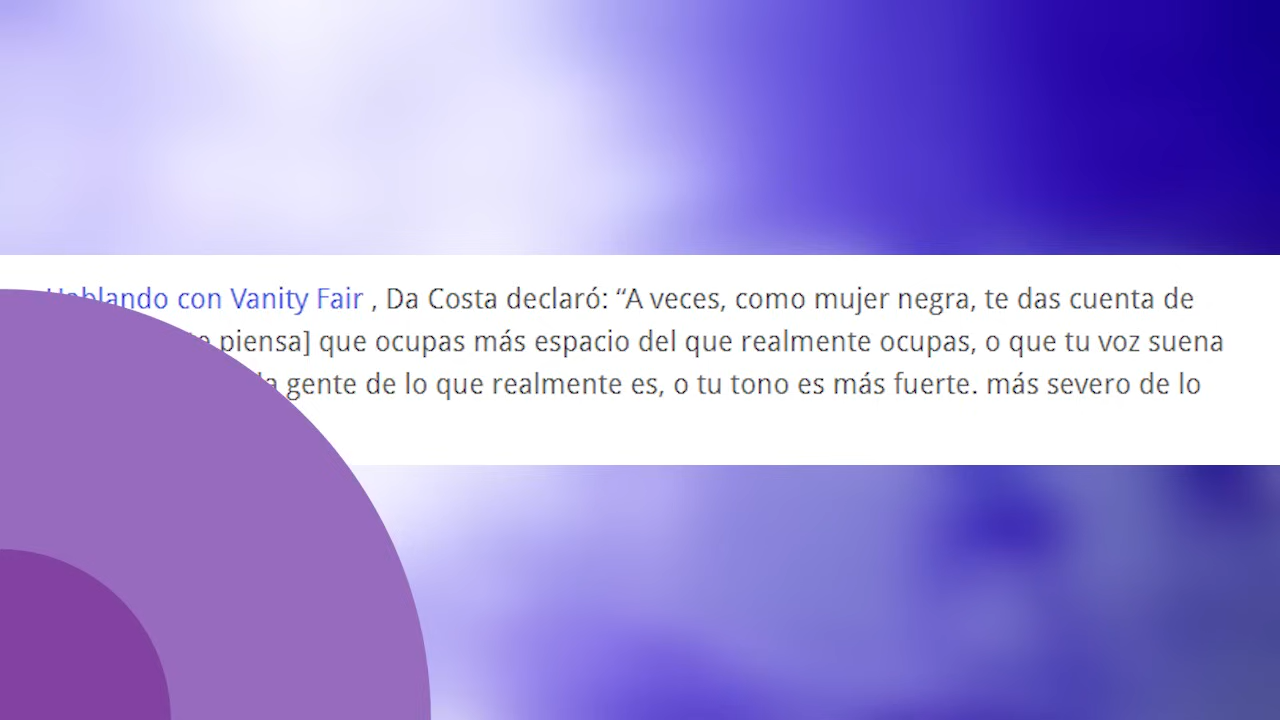 Hablando con Vanity Fair , Da Costa declaró: “A veces, como mujer negra, te das cuenta de
piensa] que ocupas más espacio del que realmente ocupas, o que tu voz suena
gente de lo que realmente es, o tu tono es más fuerte. más severo de lo